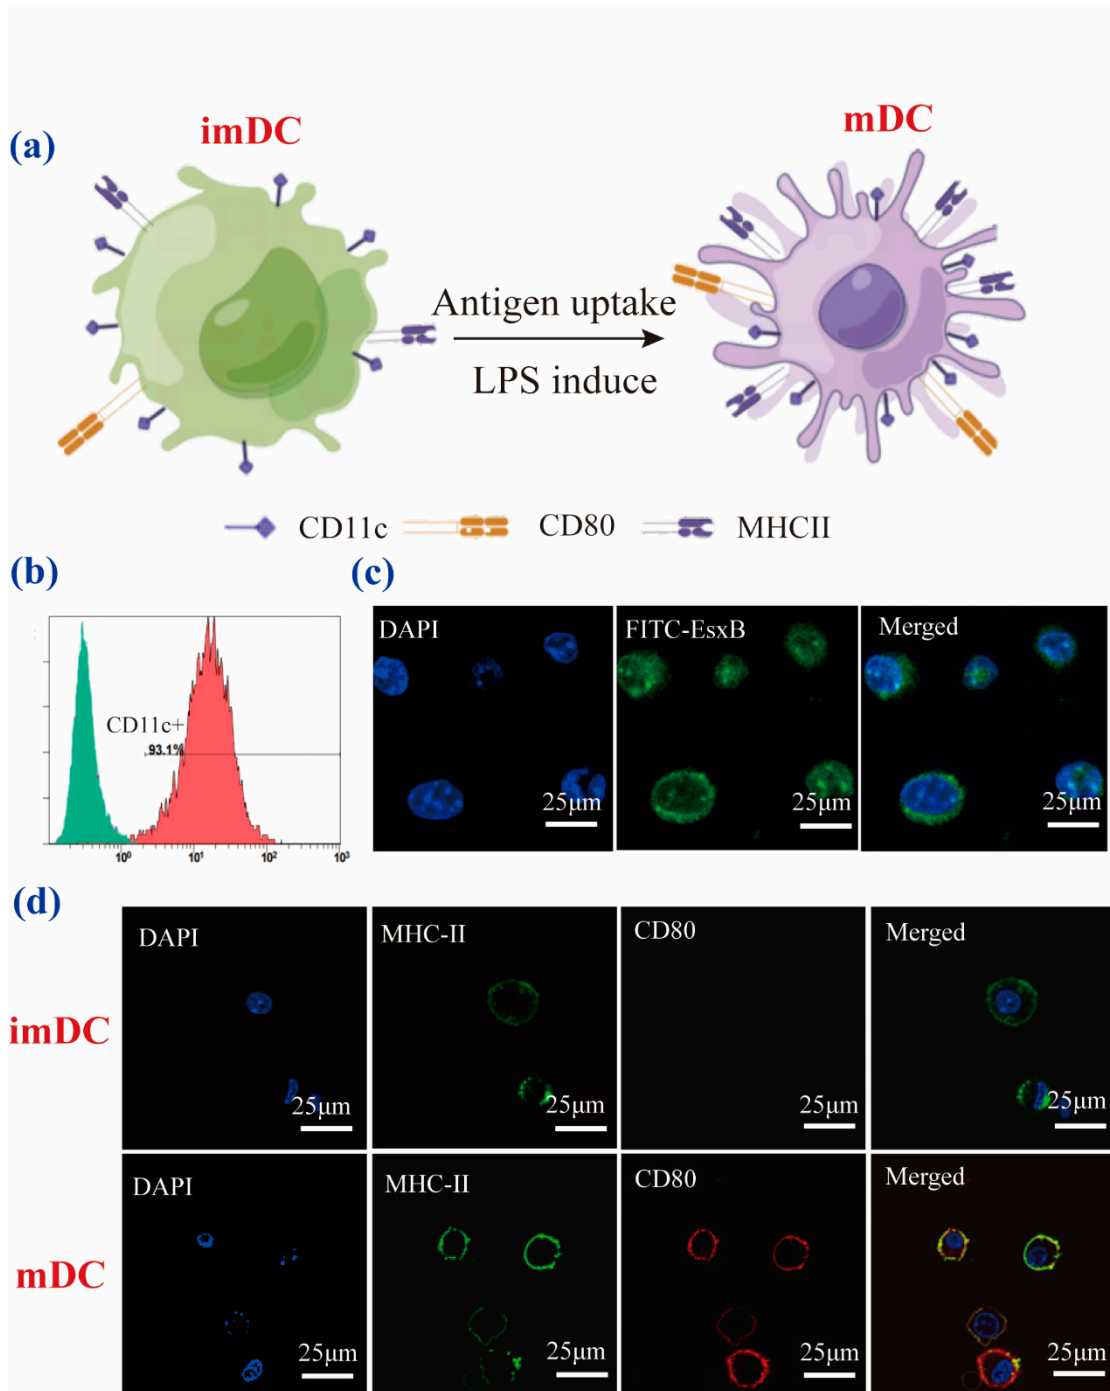 (a)
imDC
mDC
Antigen uptake
LPS induce
CD11c
CD80
MHCII
(b)
CD11c+
93.1%
10⁰
10¹
10²
10³
(c)
DAPI
25μm
FITC-EsxB
25μm
Merged
25μm
(d)
imDC
DAPI
25μm
MHC-II
25μm
CD80
25μm
Merged
25μm
mDC
DAPI
25μm
MHC-II
25μm
CD80
25μm
Merged
25μm